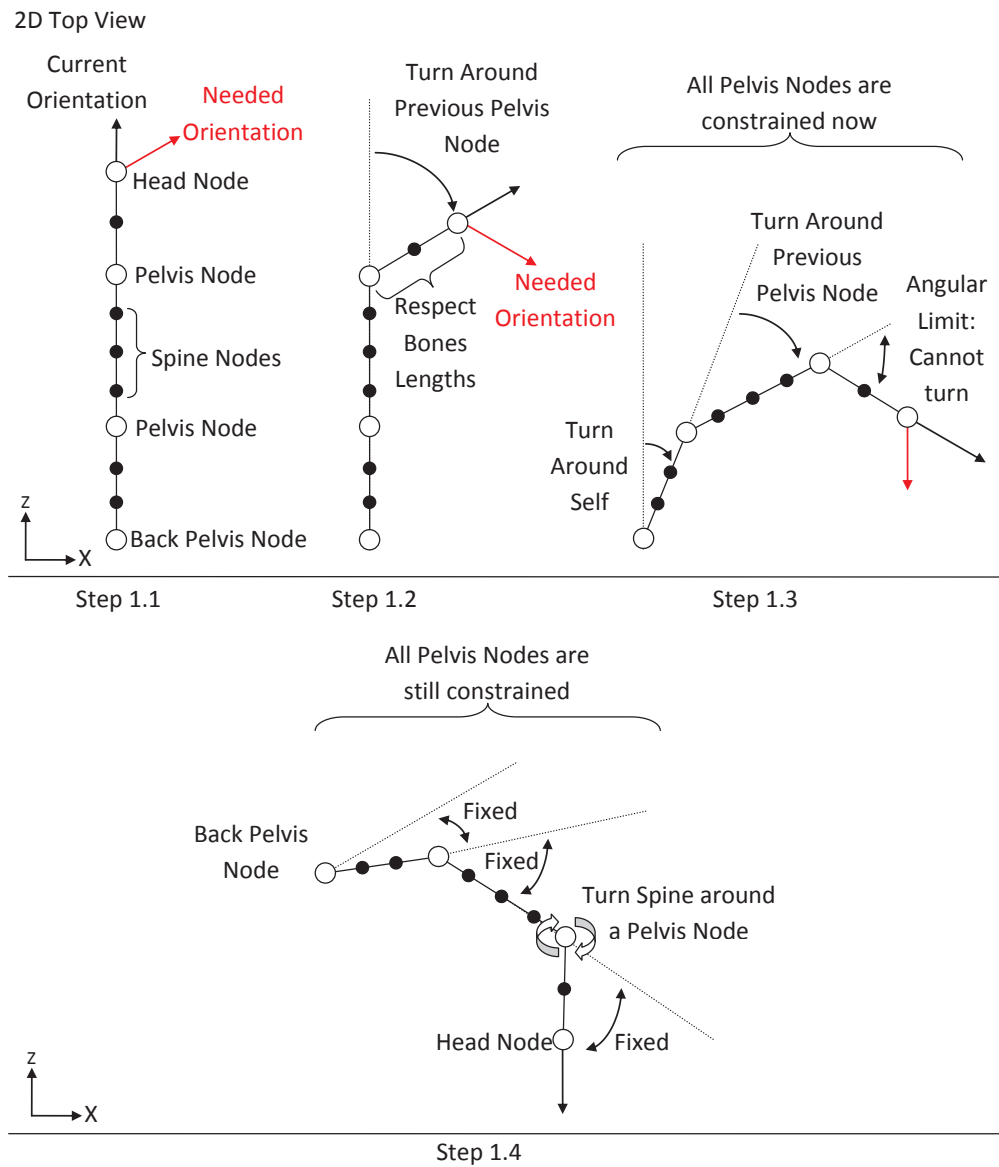 2D Top View
Current
Orientation
Needed
Orientation
Head Node
Pelvis Node
Spine Nodes
Pelvis Node
Back Pelvis Node
Z
X
Step 1.1
Turn Around
Previous Pelvis
Node
Needed
Orientation
Respect
Bones
Lengths
Step 1.2
All Pelvis Nodes are
constrained now
Turn Around
Previous
Pelvis Node
Angular
Limit:
Cannot
turn
Turn
Around
Self
Step 1.3
All Pelvis Nodes are
still constrained
Back Pelvis
Node
Fixed
Fixed
Turn Spine around
a Pelvis Node
Head Node
Fixed
Z
X
Step 1.4